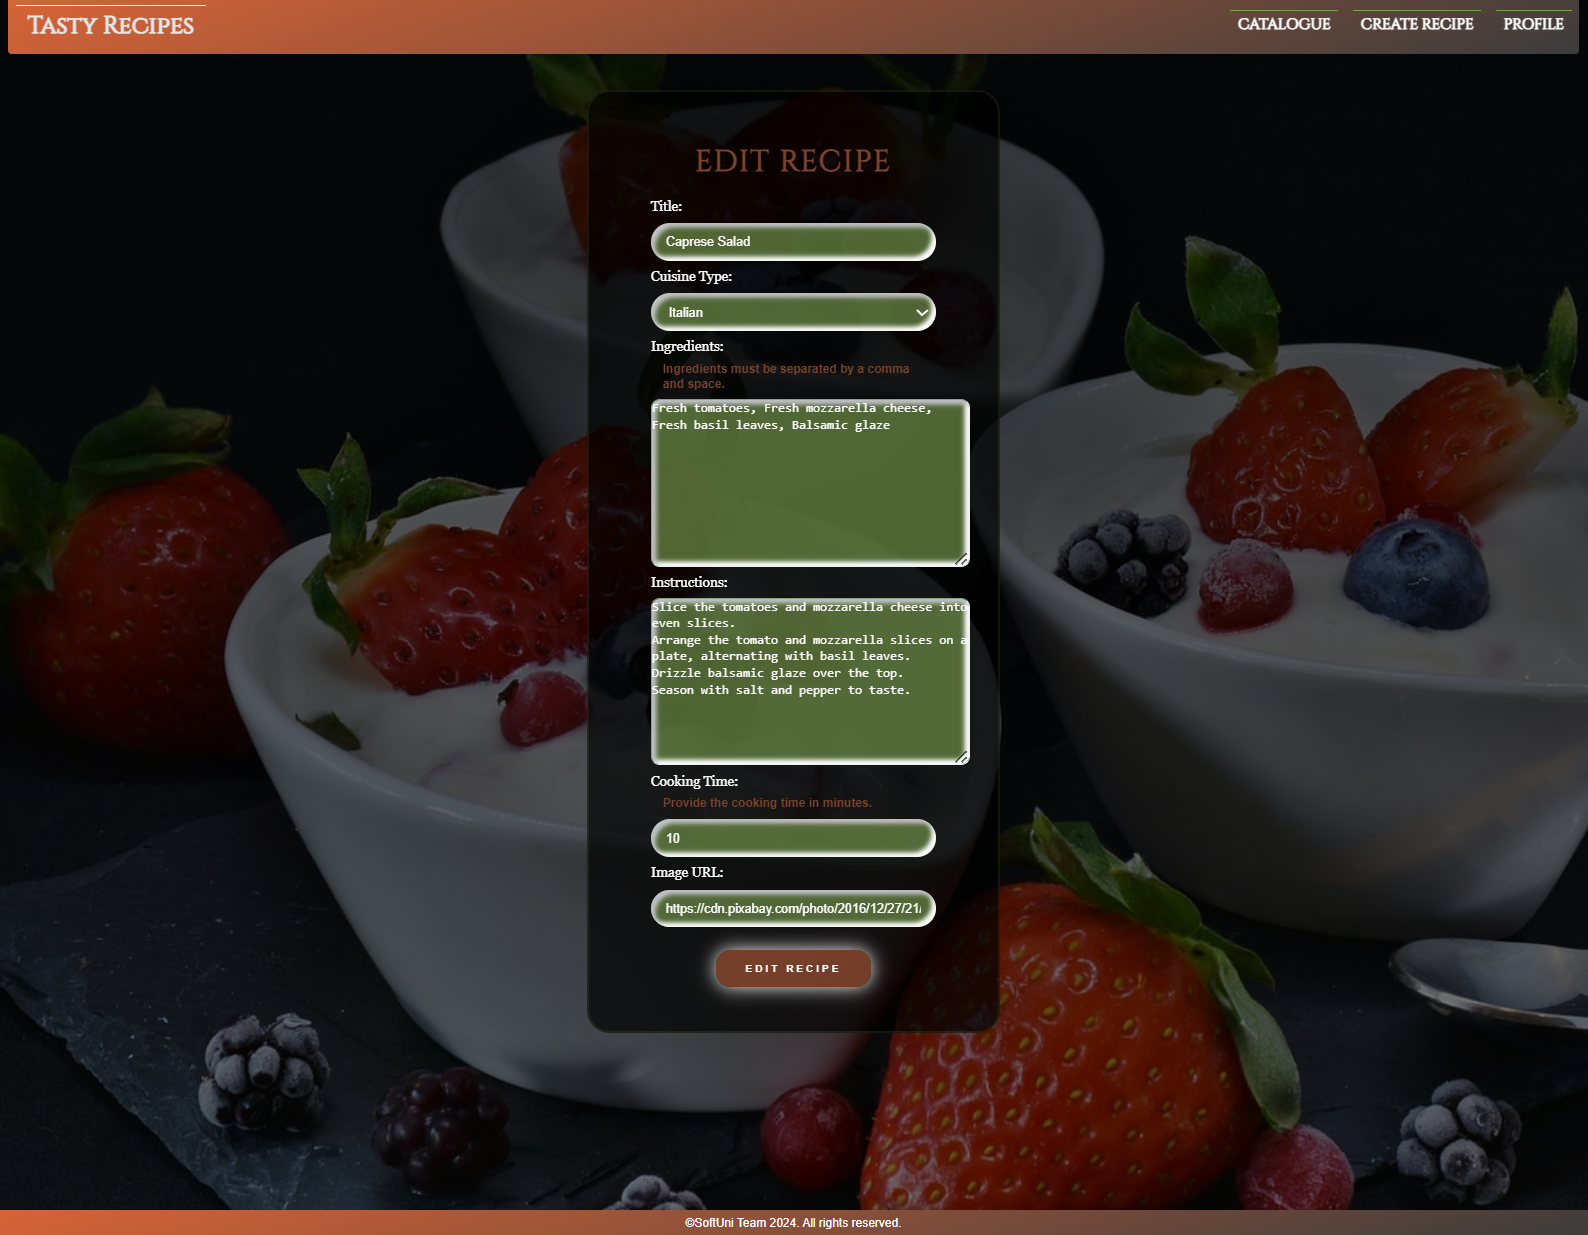 Tasty Recipes
CATALOGUE CREATE RECIPE PROFILE
EDIT RECIPE
Title:
Caprese Salad
Cuisine Type:
Italian
Ingredients:
Ingredients must be separated by a comma
and space.
Fresh tomatoes, Fresh mozzarella cheese,
Fresh basil leaves, Balsamic glaze
Instructions:
Slice the tomatoes and mozzarella cheese into
even slices.
Arrange the tomato and mozzarella slices on a
plate, alternating with basil leaves.
Drizzle balsamic glaze over the top.
Season with salt and pepper to taste.
Cooking Time:
Provide the cooking time in minutes.
10
Image URL:
https://cdn.pixabay.com/photo/2016/12/27/21/
EDIT RECIPE
©SoftUni Team 2024. All rights reserved.